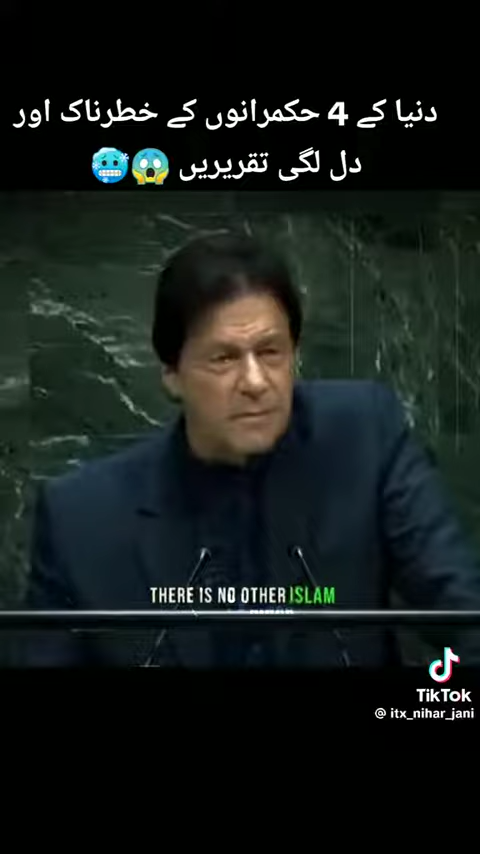 دنیا کے 4 حکمرانوں کے خطرناک اور
دل لگی تقریریں 😱🥶
THERE IS NO OTHER ISLAM
TikTok
@ itx_nihar_jani